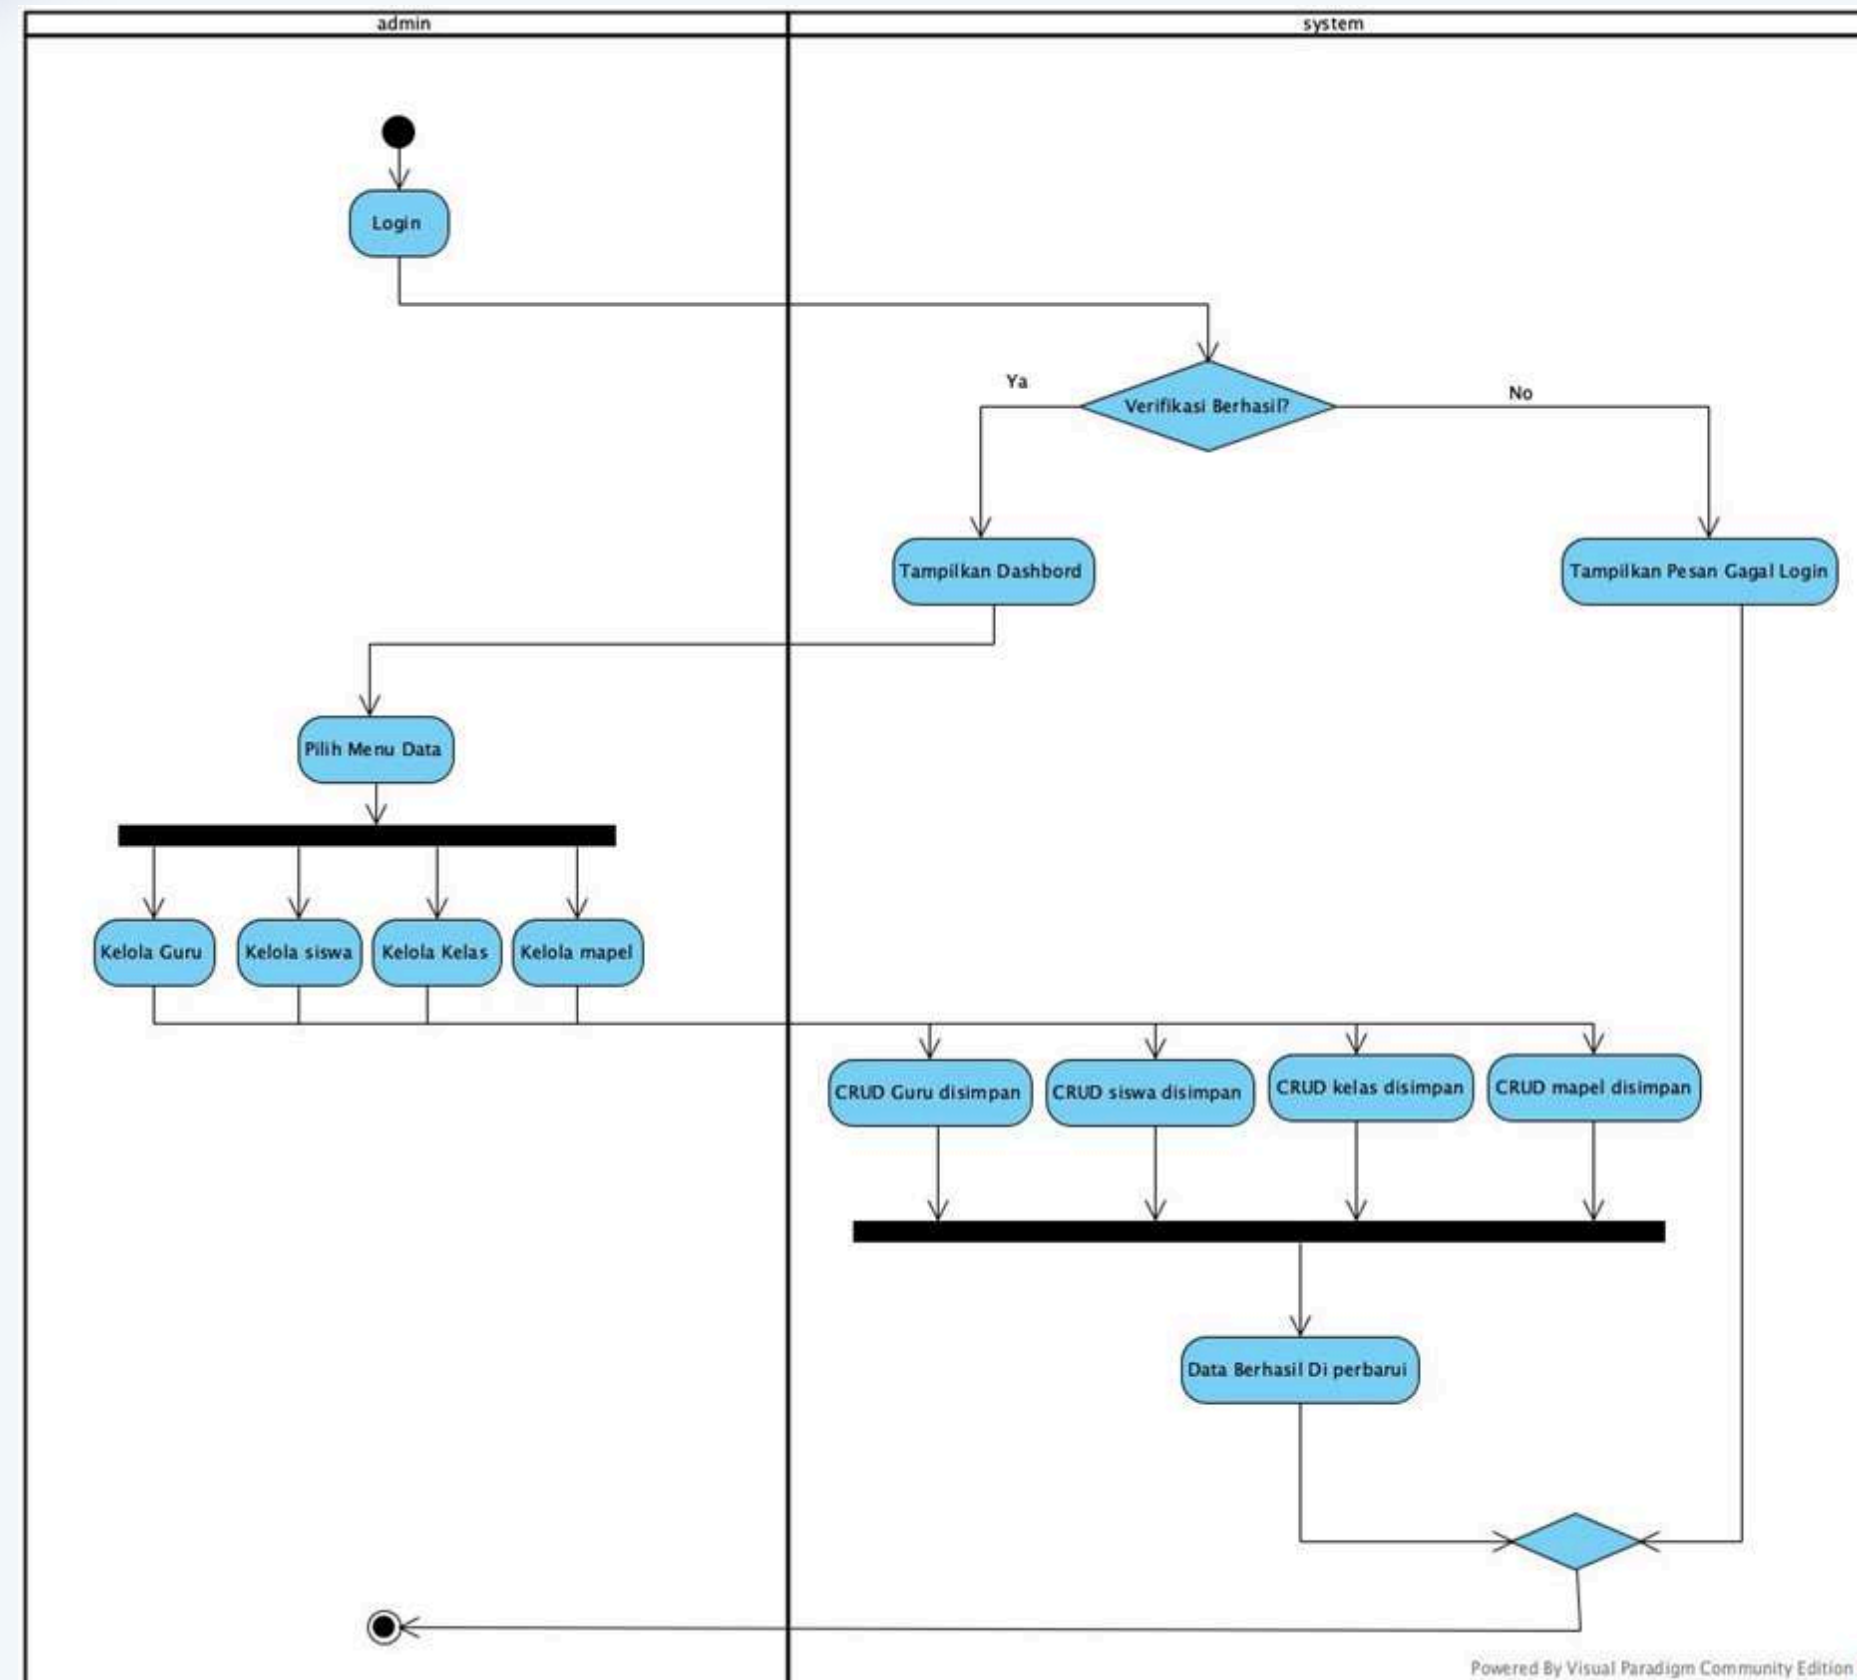 admin
system
Login
Verifikasi Berhasil?
Ya
No
Tampilkan Dashbord
Tampilkan Pesan Gagal Login
Pilih Menu Data
Kelola Guru
Kelola siswa
Kelola Kelas
Kelola mapel
CRUD Guru disimpan
CRUD siswa disimpan
CRUD kelas disimpan
CRUD mapel disimpan
Data Berhasil Di perbarui
Powered By Visual Paradigm Community Edition